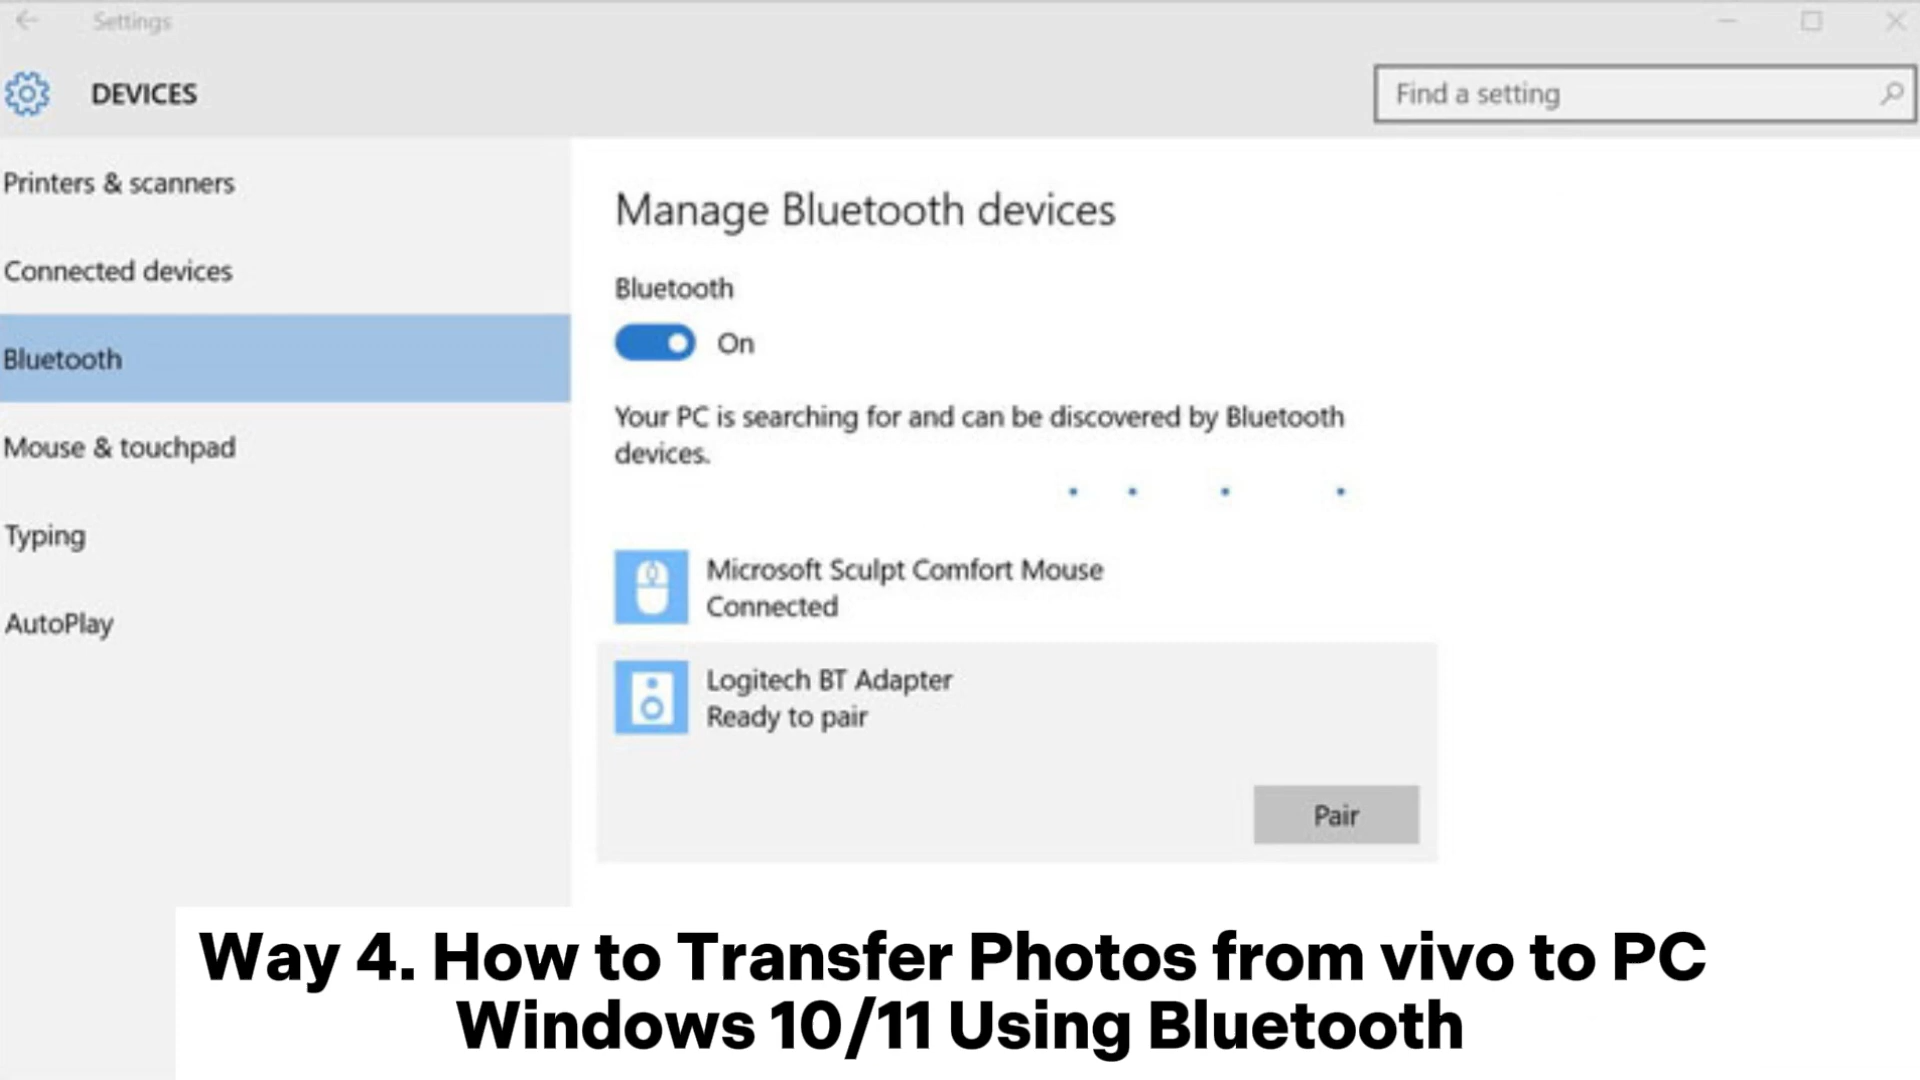 Settings
DEVICES
Find a setting
Printers & scanners
Connected devices
Bluetooth
Mouse & touchpad
Typing
AutoPlay
Manage Bluetooth devices
Bluetooth
On
Your PC is searching for and can be discovered by Bluetooth
devices.
Microsoft Sculpt Comfort Mouse
Connected
Logitech BT Adapter
Ready to pair
Pair
Way 4. How to Transfer Photos from vivo to PC
Windows 10/11 Using Bluetooth